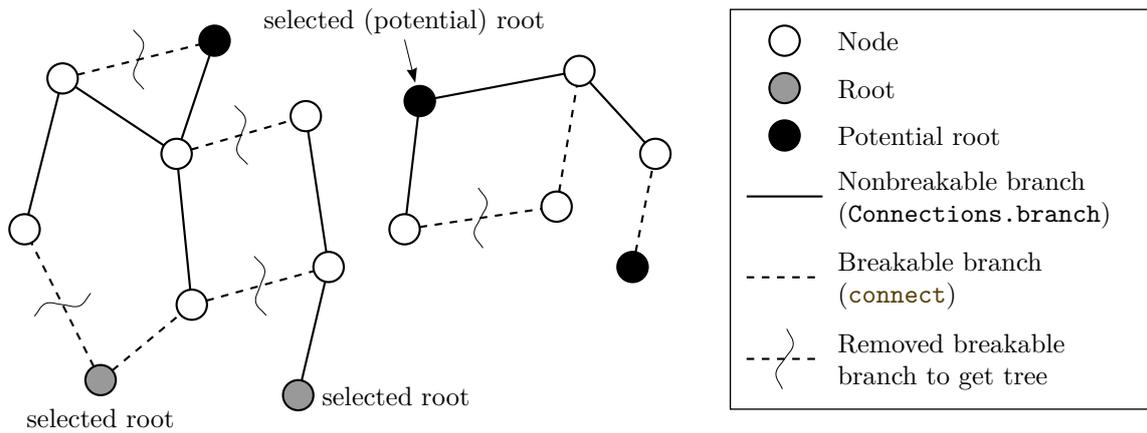 selected (potential) root
selected root
selected root
Node
Root
Potential root
Nonbreakable branch
(Connections.branch)
Breakable branch
(connect)
Removed breakable
branch to get tree